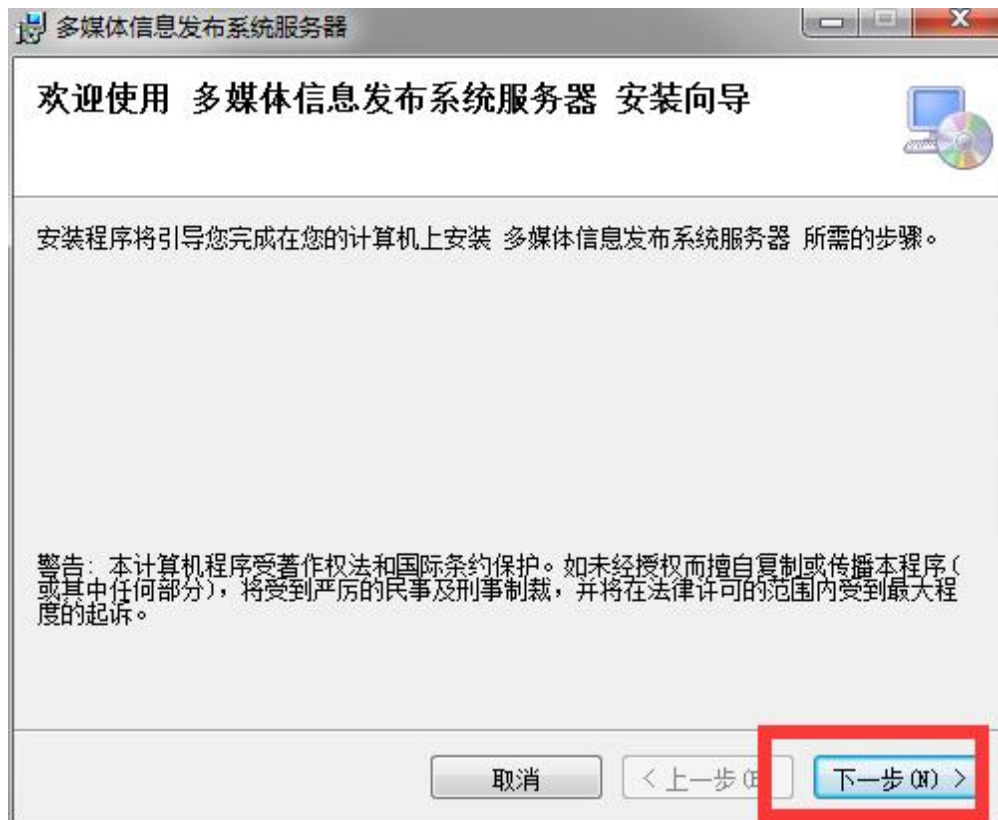 多媒体信息发布系统服务器
欢迎使用 多媒体信息发布系统服务器 安装向导
安装程序将引导您完成在您的计算机上安装 多媒体信息发布系统服务器 所需的步骤。
警告: 本计算机程序受著作权法和国际条约保护。如未经授权而擅自复制或传播本程序(
或其中任何部分)，将受到严厉的民事及刑事制裁，并将在法律许可的范围内受到最大程
度的起诉。
取消 <上一步 下一步(N) >